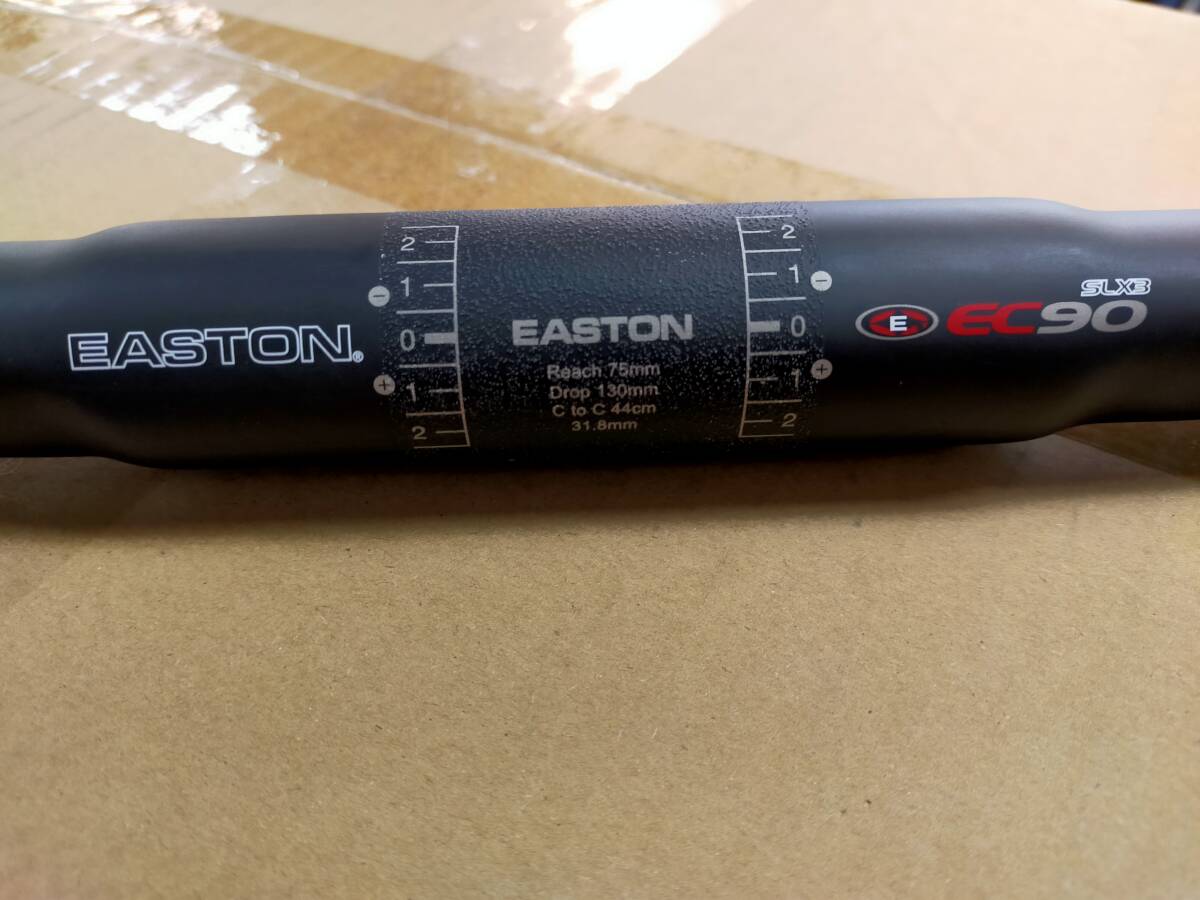 EASTON®
2
1
−
0
+
1
2
EASTON
Reach 75mm
Drop 130mm
C to C 44cm
31.8mm
2
1
−
0
1
+
2
E EC90
SLX3